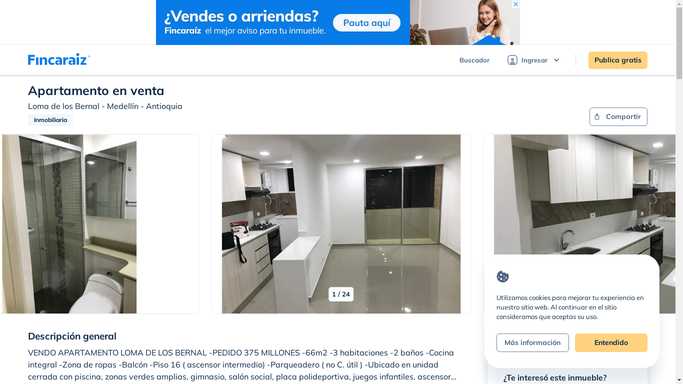 ¿Vendes o arriendas?
Fincaraíz el mejor aviso para tu inmueble.
Pauta aquí
Fincaraíz
Buscador
Ingresar
Publica gratis
Apartamento en venta
Loma de los Bernal - Medellín - Antioquia
Inmobiliaria
Compartir
1 / 24
Utilizamos cookies para mejorar tu experiencia en
nuestro sitio web. Al continuar en el sitio
consideramos que aceptas su uso.
Más información
Entendido
Descripción general
VENDO APARTAMENTO LOMA DE LOS BERNAL -PEDIDO 375 MILLONES -66m2 -3 habitaciones -2 baños -Cocina
integral -Zona de ropas -Balcón -Piso 16 ( ascensor intermedio) -Parqueadero ( no C. útil ) -Ubicado en unidad
cerrada con piscina, zonas verdes amplias, gimnasio, salón social, placa polideportiva, juegos infantiles, ascensor...
¿Te interesó este inmueble?